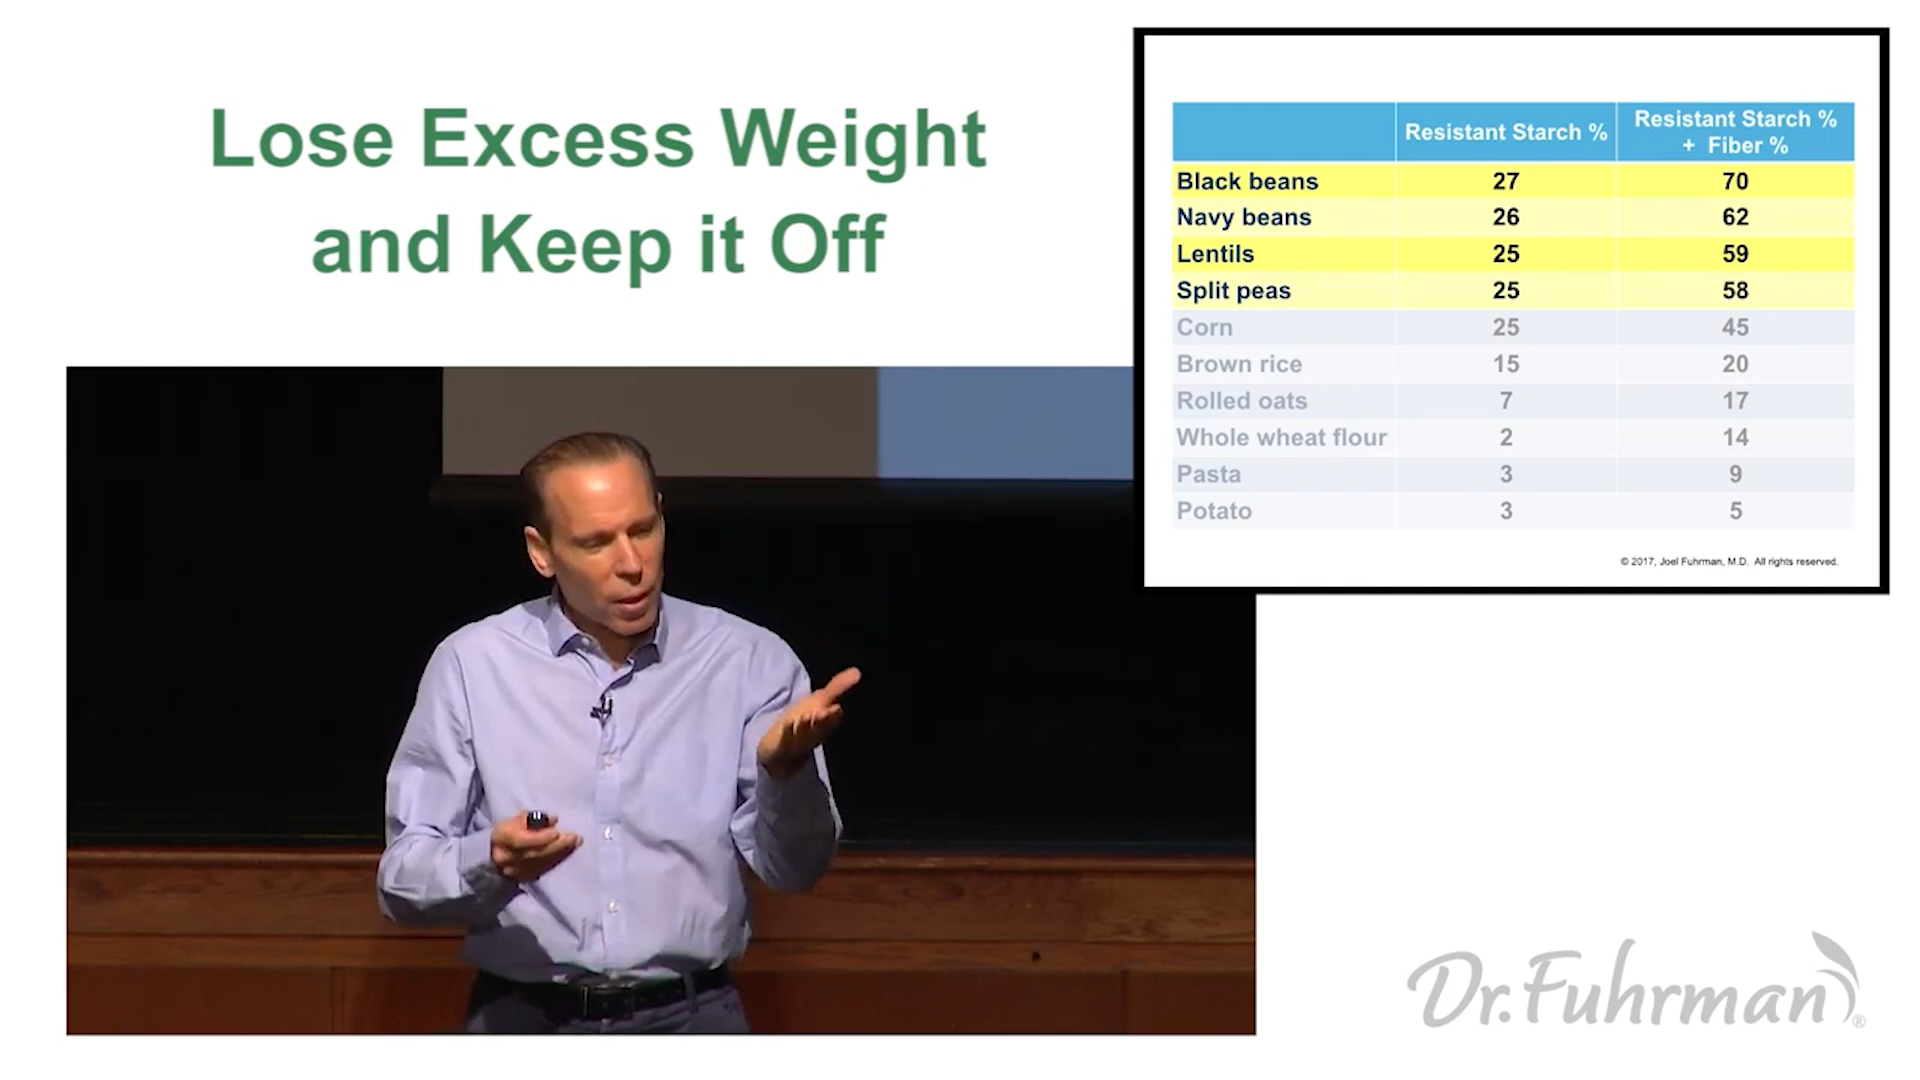 Lose Excess Weight
and Keep it Off
Resistant Starch % Resistant Starch %
+ Fiber %
Black beans 27 70
Navy beans 26 62
Lentils 25 59
Split peas 25 58
Corn 25 45
Brown rice 15 20
Rolled oats 7 17
Whole wheat flour 2 14
Pasta 3 9
Potato 3 5
© 2017, Joel Fuhrman, M.D. All rights reserved.
Dr. Fuhrman®